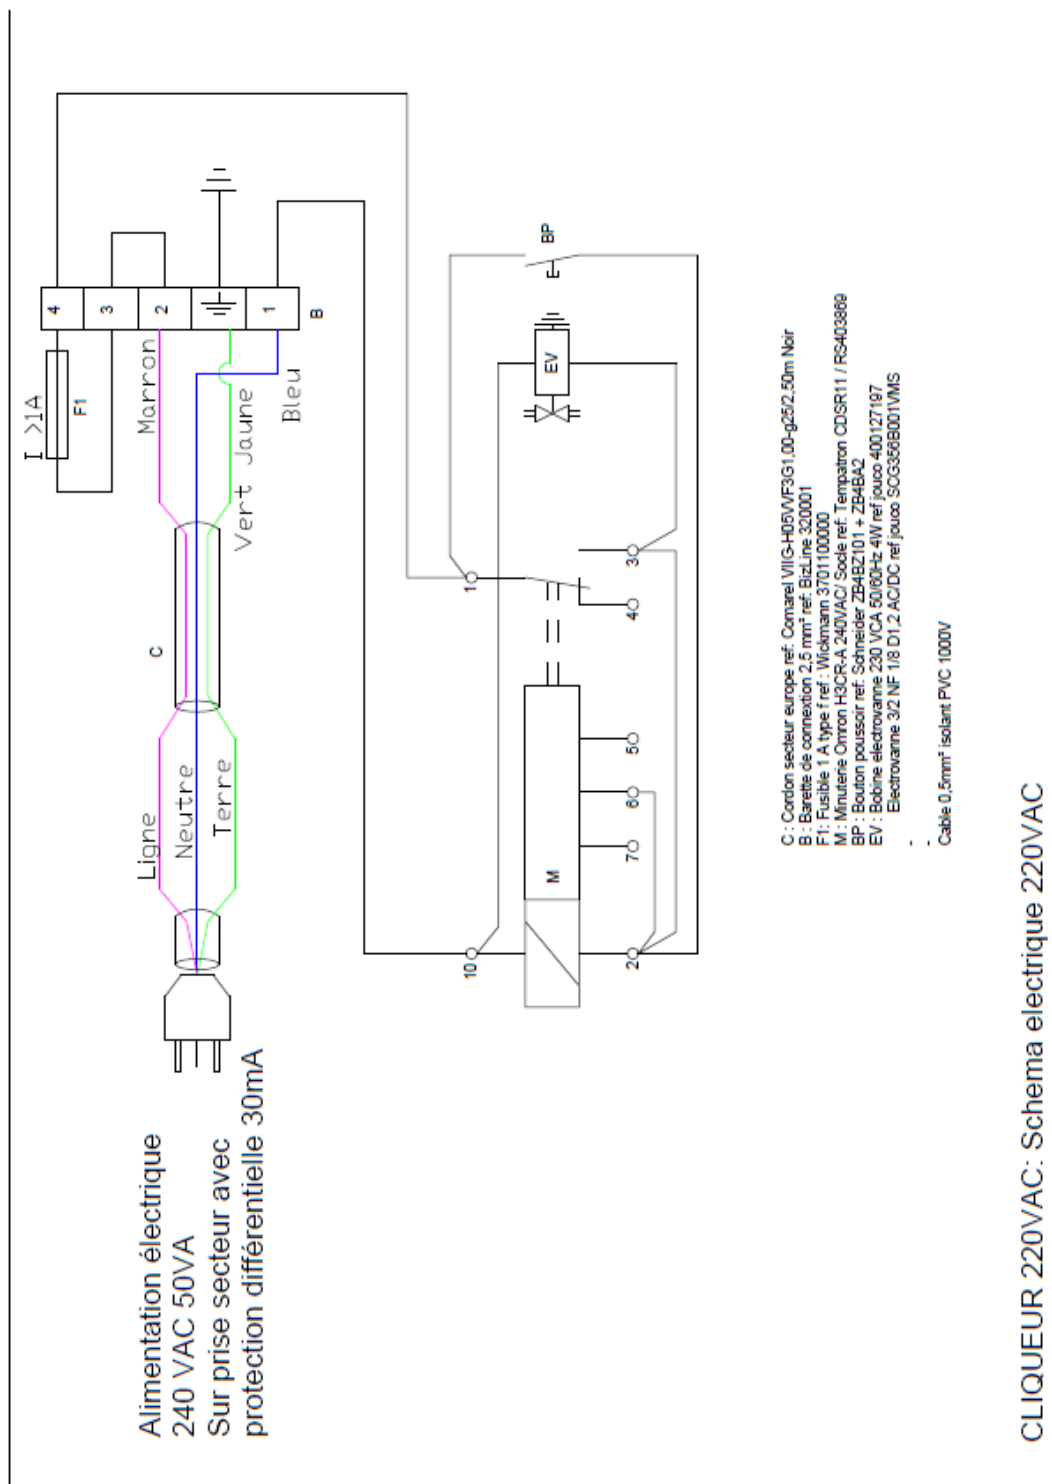 Alimentation électrique
240 VAC 50VA
Sur prise secteur avec
protection différentielle 30mA
Ligne
Neutre
Terre
C
I >1A
F1
Marron
Vert Jaune
Bleu
4
3
2
1
B
10
1
M
2
7
6
5
4
3
EV
BP
C : Cordon secteur europe ref: Comarel VIIG-H05VVF3G1,00-g25/2,50m Noir
B : Barette de connextion 2,5 mm² ref: BizLine 320001
F1: Fusible 1 A type f ref : Wickmann 3701100000
M : Minuterie Omron H3CR-A 240VAC/ Socle ref: Tempatron CDSR11 / RS403869
BP : Bouton poussoir ref: Schneider ZB4BZ101 + ZB4BA2
EV : Bobine electrovanne 230 VCA 50/60Hz 4W ref jouco 400127197
Electrovanne 3/2 NF 1/8 D1,2 AC/DC ref jouco SCG356B001VMS
-
-
Cable 0,5mm² isolant PVC 1000V
CLIQUEUR 220VAC: Schema electrique 220VAC